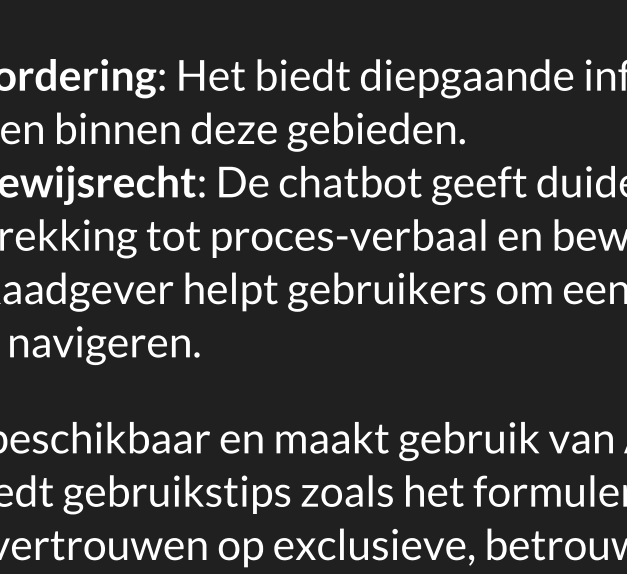 ordering: Het biedt diepgaande inf
en binnen deze gebieden.
ewijsrecht: De chatbot geeft duide
rekking tot proces-verbaal en bew
aadgever helpt gebruikers om een
navigeren.
beschikbaar en maakt gebruik van
edt gebruikstips zoals het formuler
vertrouwen op exclusieve, betrouw